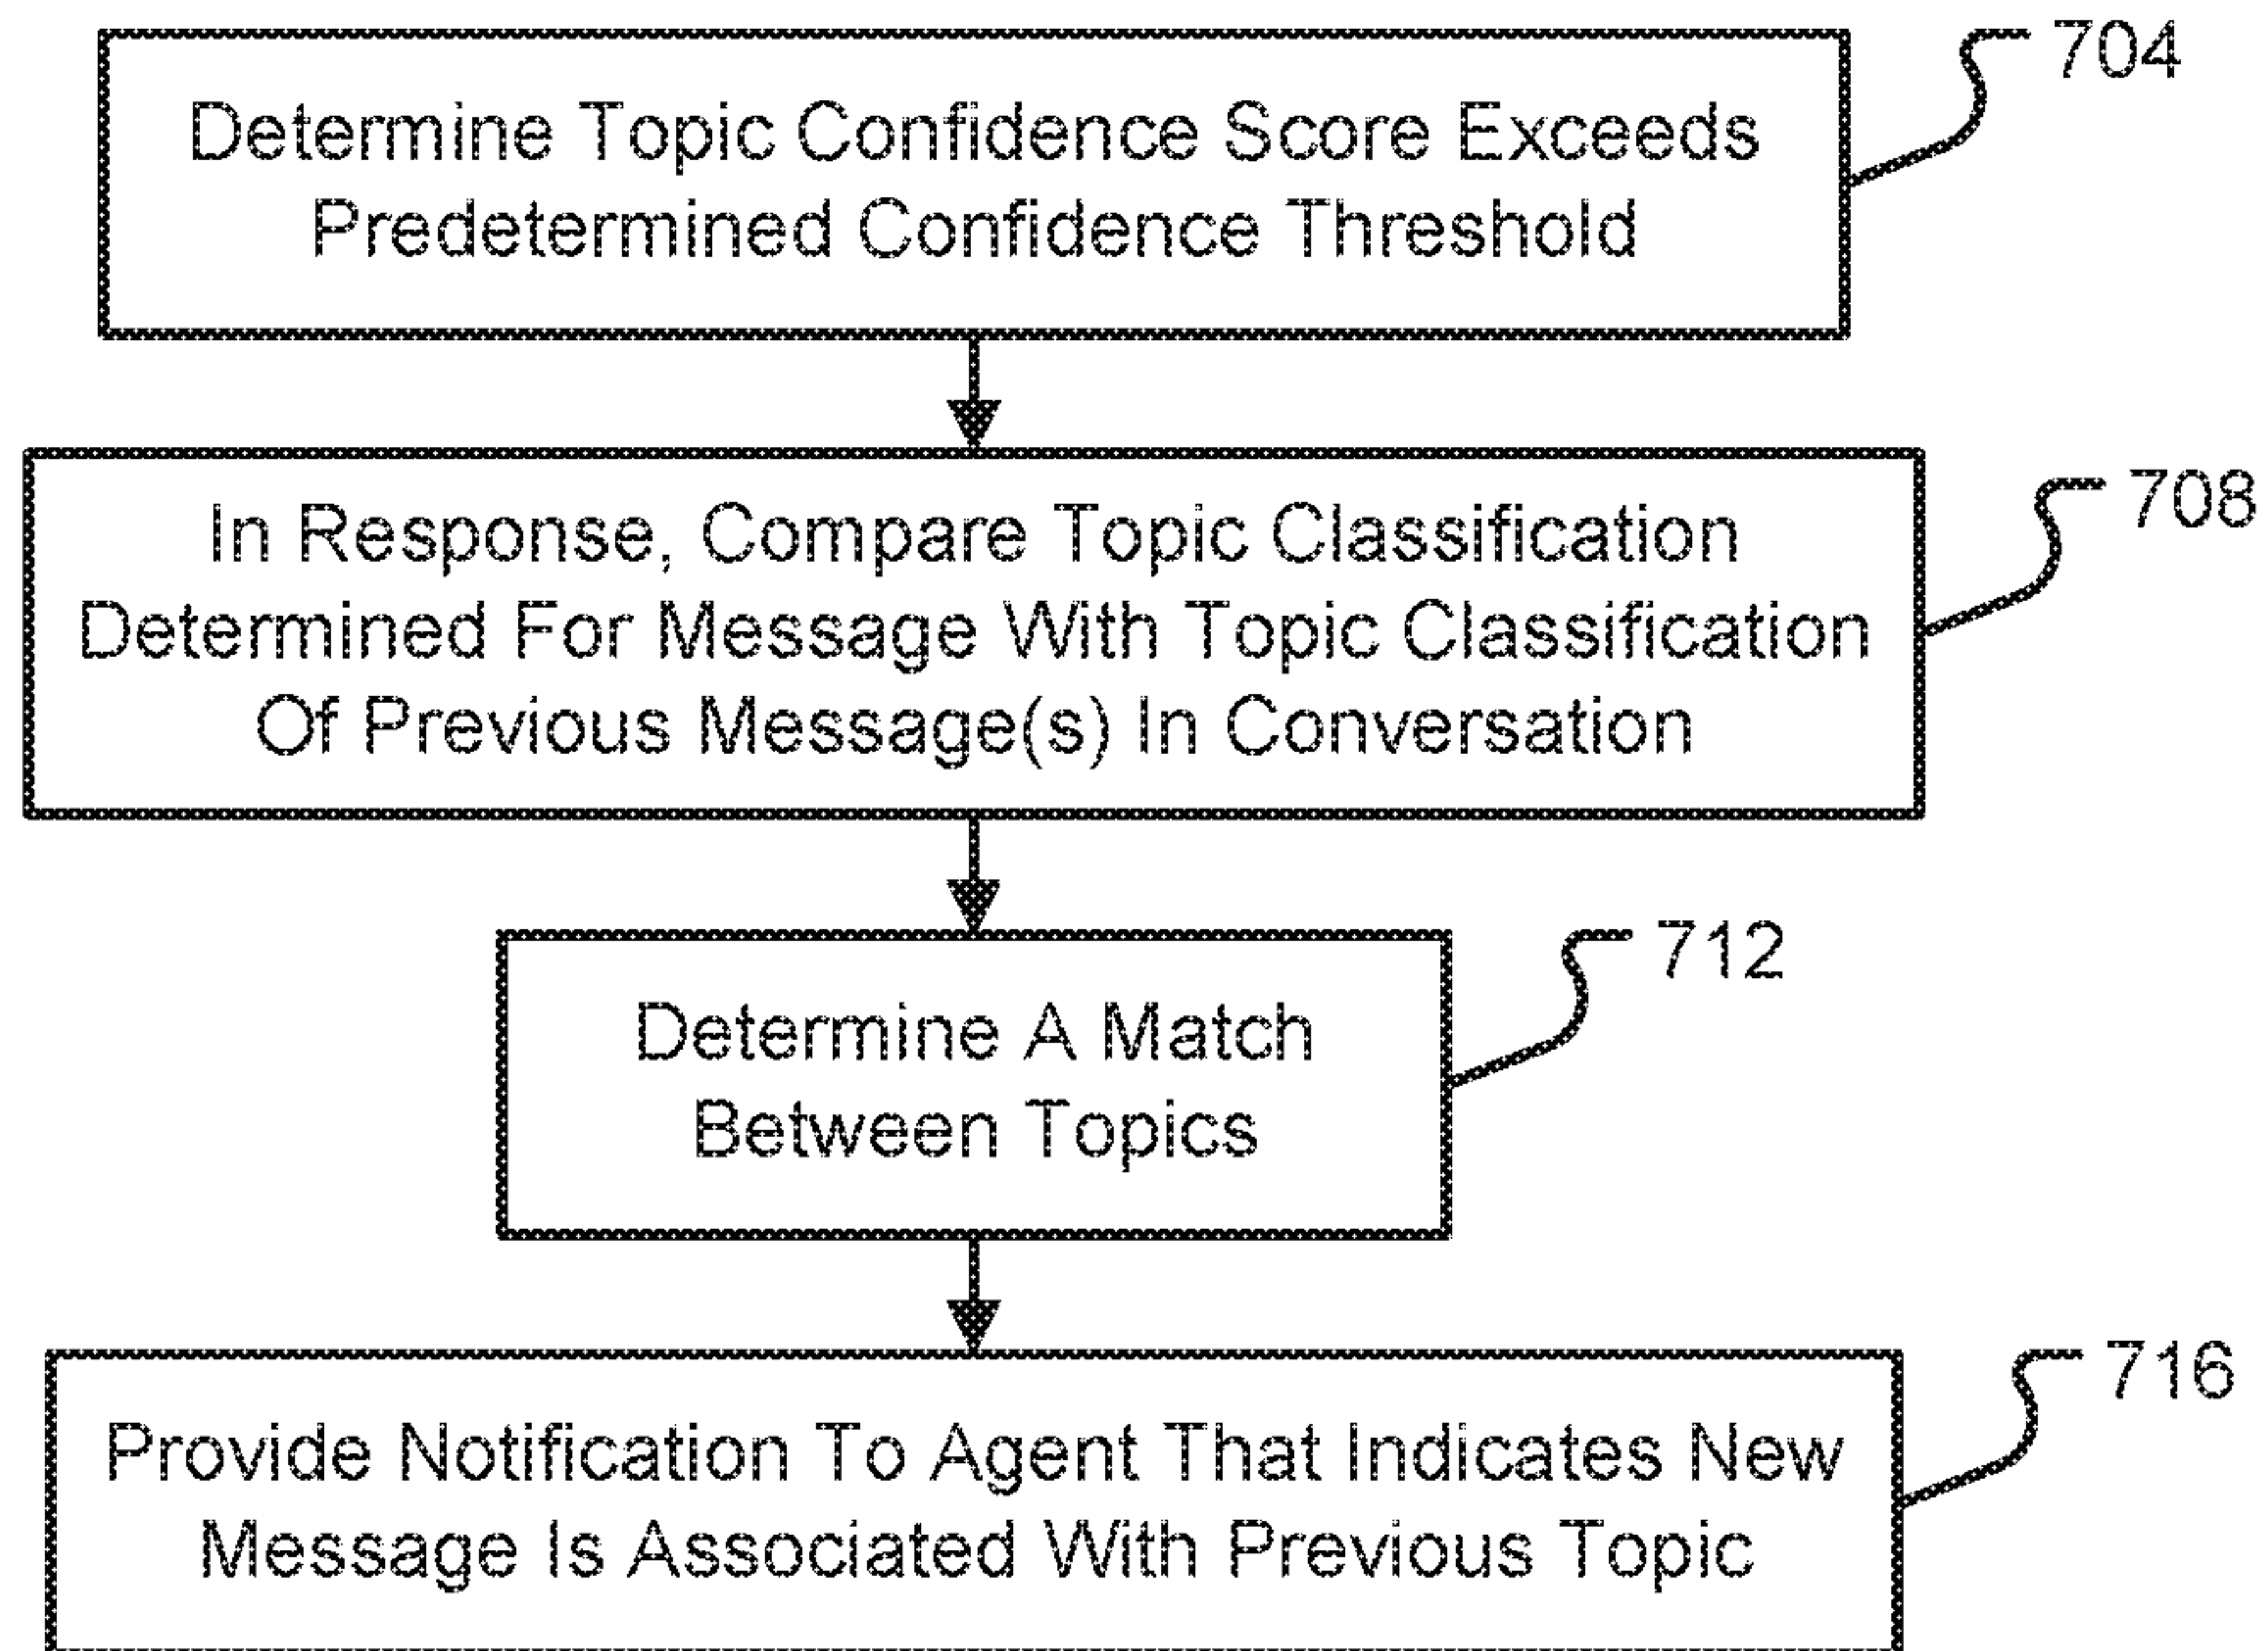 704
Determine Topic Confidence Score Exceeds
Predetermined Confidence Threshold
708
In Response, Compare Topic Classification
Determined For Message With Topic Classification
Of Previous Message(s) In Conversation
712
Determine A Match
Between Topics
716
Provide Notification To Agent That Indicates New
Message Is Associated With Previous Topic